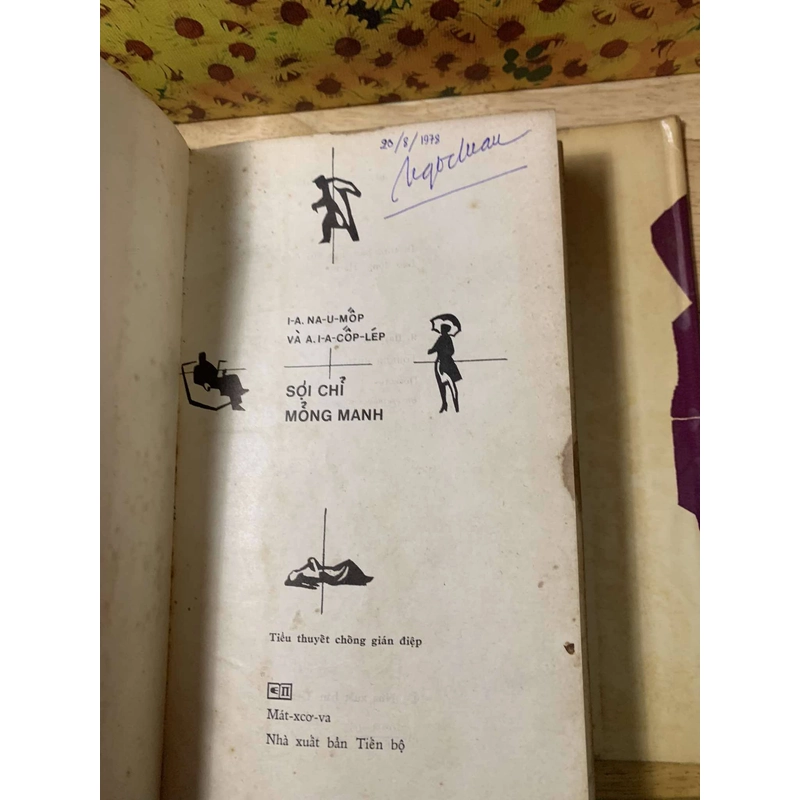 20/8/1978
I-A. NA-U-MỐP
VÀ A. I-A-CỐP-LÉP
SỢI CHỈ
MỎNG MANH
Tiểu thuyết chống gián điệp
Mát-xcơ-va
Nhà xuất bản Tiến bộ